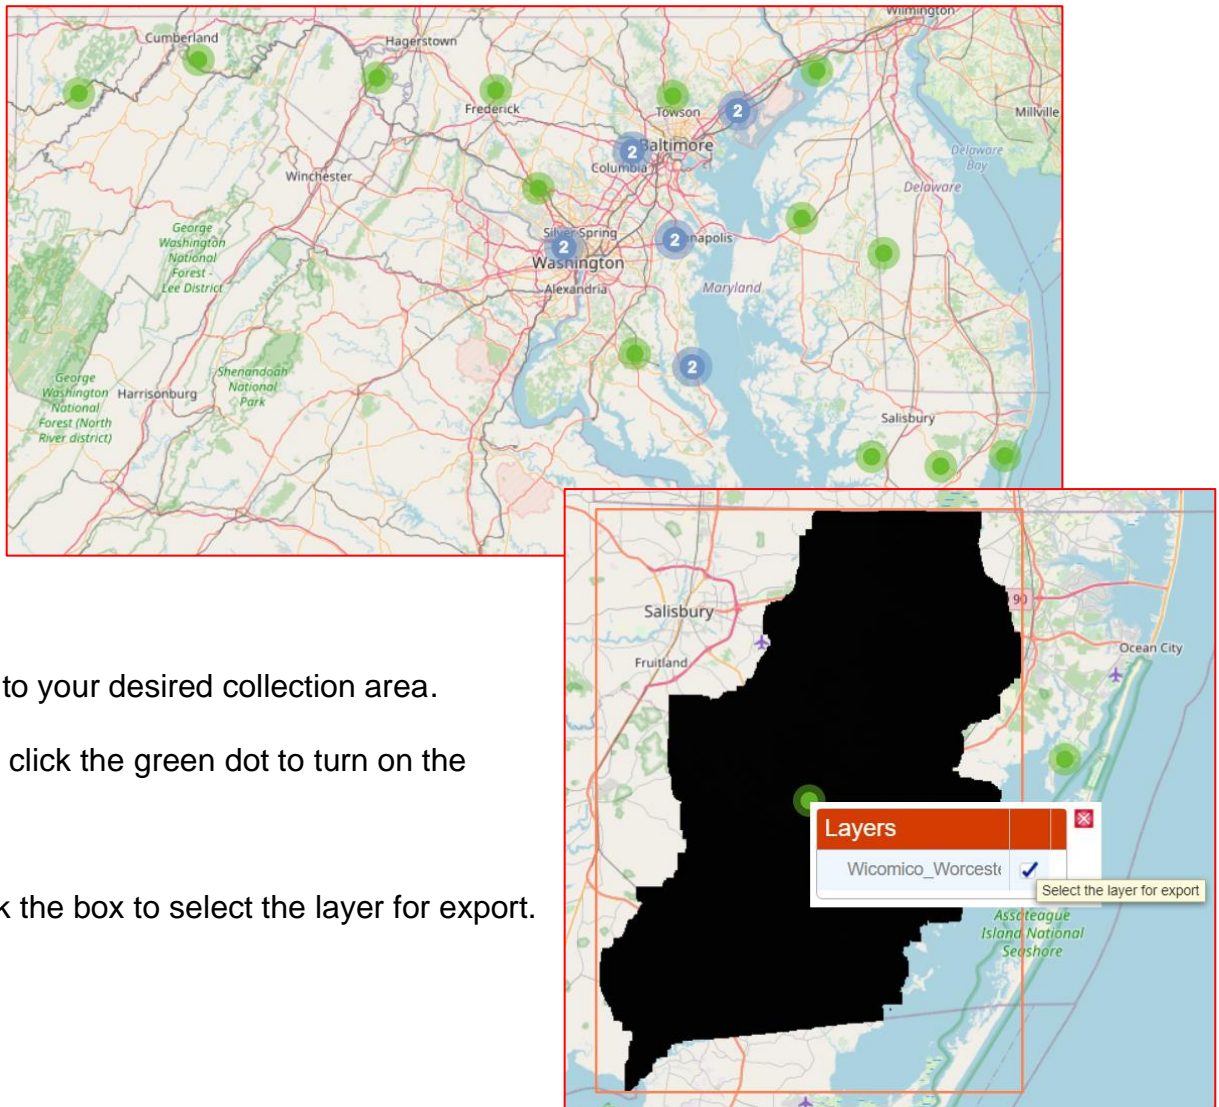 Wilmington
Cumberland
Hagerstown
Frederick
Towson
2
Millville
2
Baltimore
Columbia
Delaware
Bay
Winchester
Delaware
George
Washington
National
Forest -
Lee District
Silver Spring
2
2
napolis
Washington
Alexandria
Maryland
Shenandoah
National
Park
2
George
Washington
National
Forest (North
River district)
Harrisonburg
Salisbury
to your desired collection area.
click the green dot to turn on the
k the box to select the layer for export.
Salisbury
90
Fruitland
Ocean City
Layers
Wicomico_Worceste
Select the layer for export
Assateague
Island National
Seashore